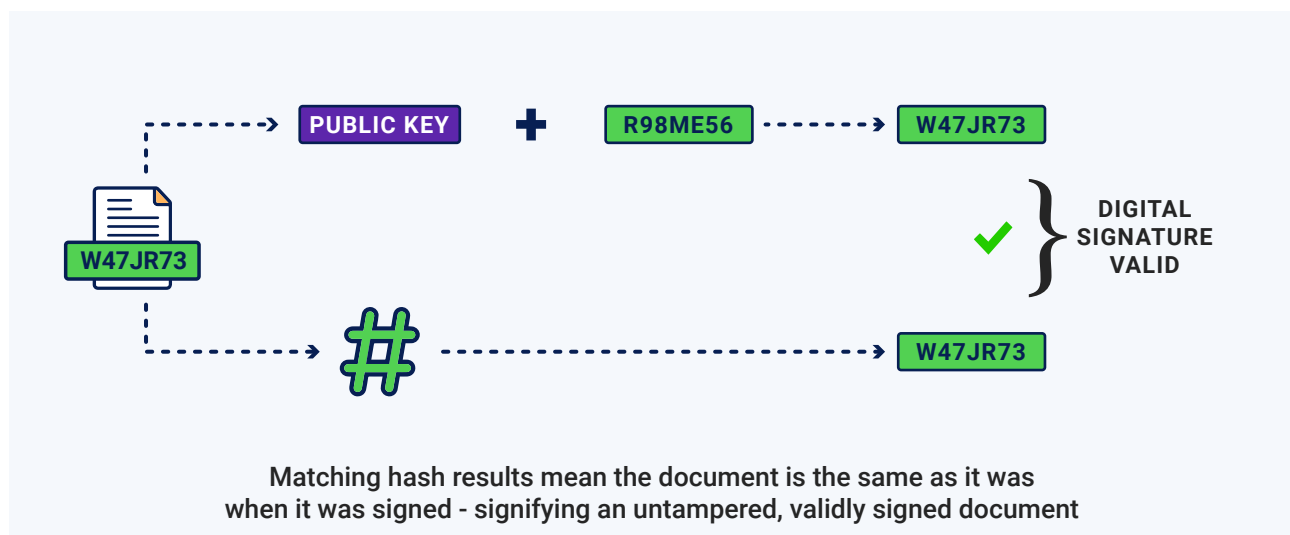 PUBLIC KEY
R98ME56
W47JR73
W47JR73
DIGITAL
SIGNATURE
VALID
#
W47JR73
Matching hash results mean the document is the same as it was
when it was signed - signifying an untampered, validly signed document